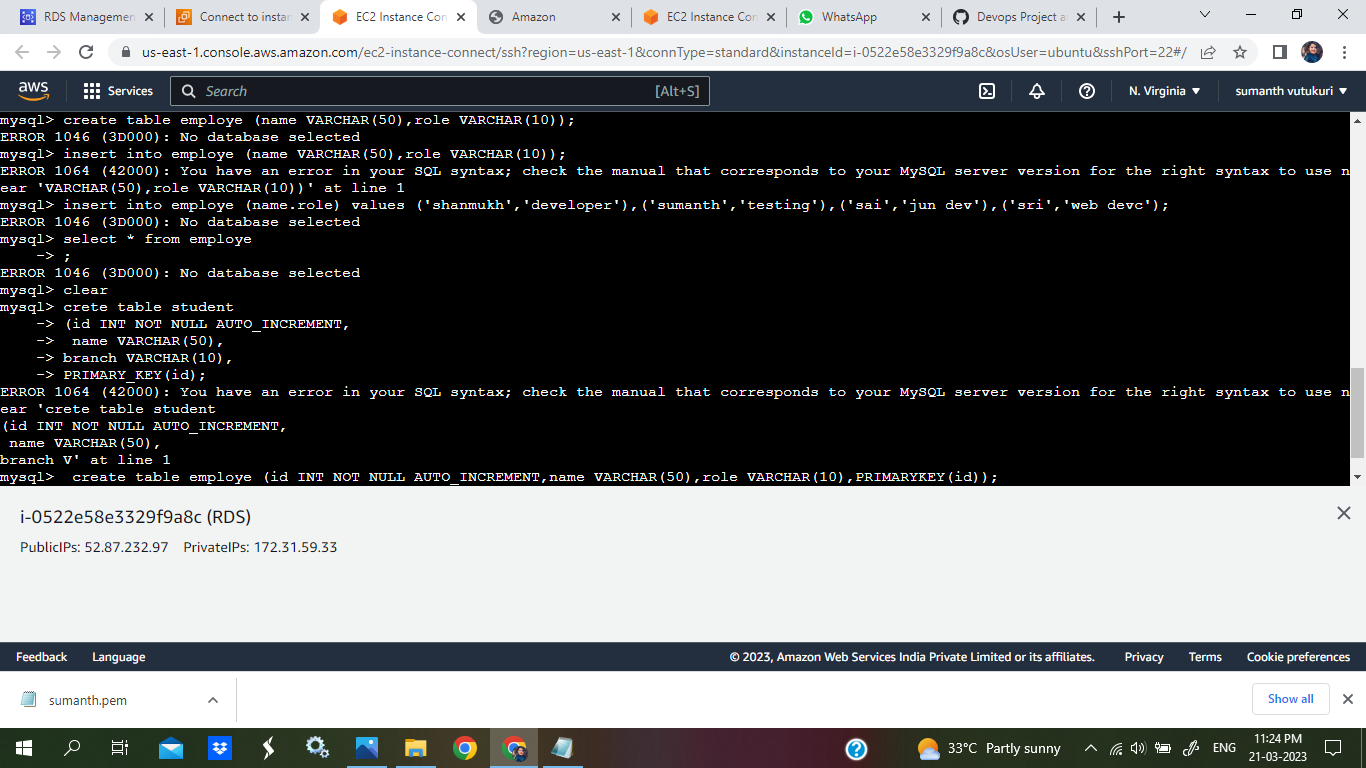 RDS Managemen
Connect to instan
EC2 Instance Con
Amazon
EC2 Instance Con
WhatsApp
Devops Project a
us-east-1.console.aws.amazon.com/ec2-instance-connect/ssh?region=us-east-1&connType=standard&instanceId=i-0522e58e3329f9a8c&osUser=ubuntu&sshPort=22#/
aws
Services
Search
[Alt+S]
N. Virginia
sumanth vutukuri
mysql> create table employe (name VARCHAR(50),role VARCHAR(10));
ERROR 1046 (3D000): No database selected
mysql> insert into employe (name VARCHAR(50),role VARCHAR(10));
ERROR 1064 (42000): You have an error in your SQL syntax; check the manual that corresponds to your MySQL server version for the right syntax to use n
ear 'VARCHAR(50),role VARCHAR(10))' at line 1
mysql> insert into employe (name.role) values ('shanmukh','developer'),('sumanth','testing'),('sai','jun dev'),('sri','web devc');
ERROR 1046 (3D000): No database selected
mysql> select * from employe
    -> ;
ERROR 1046 (3D000): No database selected
mysql> clear
mysql> crete table student
    -> (id INT NOT NULL AUTO_INCREMENT,
    ->  name VARCHAR(50),
    -> branch VARCHAR(10),
    -> PRIMARY_KEY(id);
ERROR 1064 (42000): You have an error in your SQL syntax; check the manual that corresponds to your MySQL server version for the right syntax to use n
ear 'crete table student
(id INT NOT NULL AUTO_INCREMENT,
 name VARCHAR(50),
branch V' at line 1
mysql>  create table employe (id INT NOT NULL AUTO_INCREMENT,name VARCHAR(50),role VARCHAR(10),PRIMARYKEY(id));
i-0522e58e3329f9a8c (RDS)
PublicIPs: 52.87.232.97 PrivateIPs: 172.31.59.33
Feedback
Language
© 2023, Amazon Web Services India Private Limited or its affiliates.
Privacy
Terms
Cookie preferences
sumanth.pem
Show all
33°C Partly sunny
ENG
11:24 PM
21-03-2023